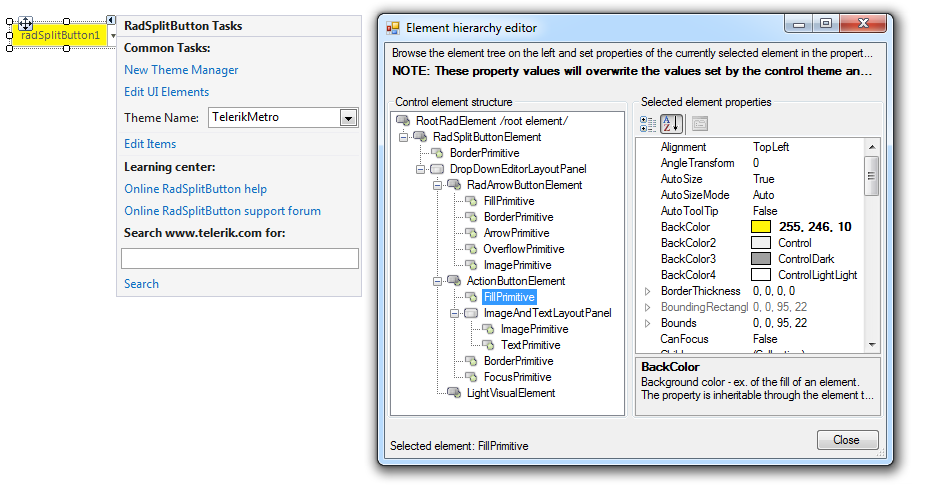 radSplitButton1
RadSplitButton Tasks
Common Tasks:
New Theme Manager
Edit UI Elements
Theme Name: TelerikMetro
Edit Items
Learning center:
Online RadSplitButton help
Online RadSplitButton support forum
Search www.telerik.com for:
Search
Element hierarchy editor
Browse the element tree on the left and set properties of the currently selected element in the propert...
NOTE: These property values will overwrite the values set by the control theme an...
Control element structure
RootRadElement /root element/
RadSplitButtonElement
BorderPrimitive
DropDownEditorLayoutPanel
RadArrowButtonElement
FillPrimitive
BorderPrimitive
ArrowPrimitive
OverflowPrimitive
ImagePrimitive
ActionButtonElement
FillPrimitive
ImageAndTextLayoutPanel
ImagePrimitive
TextPrimitive
BorderPrimitive
FocusPrimitive
LightVisualElement
Selected element: FillPrimitive
Selected element properties
Alignment TopLeft
AngleTransform 0
AutoSize True
AutoSizeMode Auto
AutoToolTip False
BackColor 255, 246, 10
BackColor2 Control
BackColor3 ControlDark
BackColor4 ControlLightLight
BorderThickness 0, 0, 0, 0
BoundingRectangl 0, 0, 95, 22
Bounds 0, 0, 95, 22
CanFocus False
BackColor
Background color - ex. of the fill of an element.
The property is inheritable through the element t...
Close